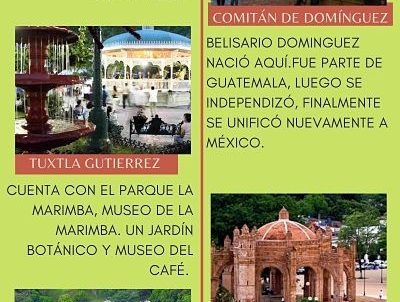 TUXTLA GUTIERREZ
CUENTA CON EL PARQUE LA
MARIMBA, MUSEO DE LA
MARIMBA. UN JARDÍN
BOTÁNICO Y MUSEO DEL
CAFÉ.
COMITÁN DE DOMÍNGUEZ
BELISARIO DOMINGUEZ
NACIÓ AQUÍ.FUE PARTE DE
GUATEMALA, LUEGO SE
INDEPENDIZÓ, FINALMENTE
SE UNIFICÓ NUEVAMENTE A
MÉXICO.